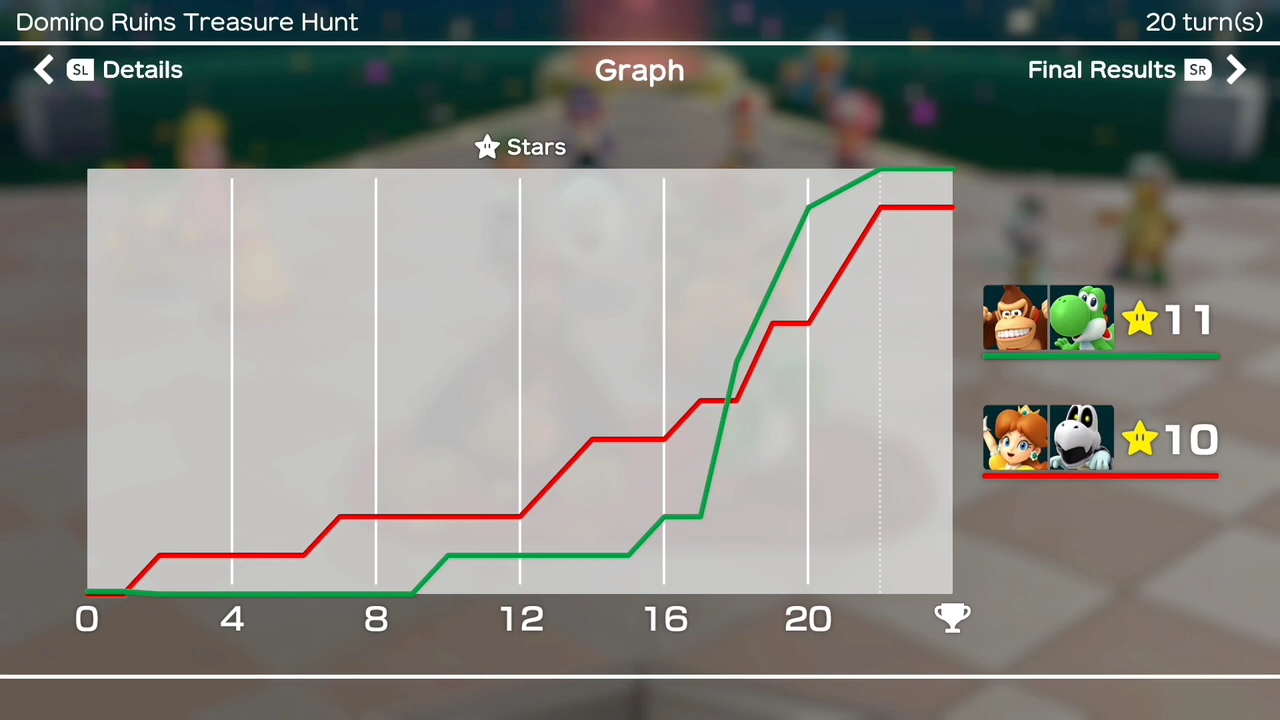 Domino Ruins Treasure Hunt 20 turn(s)
SL Details Graph Final Results SR
Stars
11
10
0 4 8 12 16 20